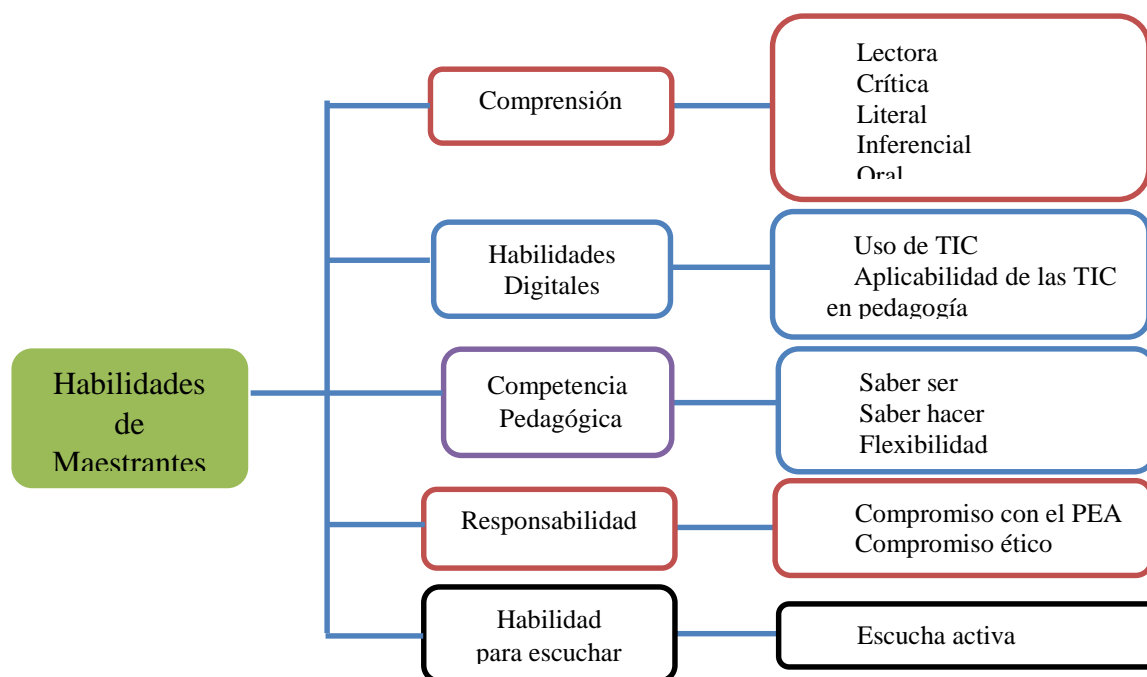 Comprensión
Lectora
Crítica
Literal
Inferencial
Oral
Habilidades
Digitales
Uso de TIC
Aplicabilidad de las TIC
en pedagogía
Habilidades
de
Maestrantes
Competencia
Pedagógica
Saber ser
Saber hacer
Flexibilidad
Responsabilidad
Compromiso con el PEA
Compromiso ético
Habilidad
para escuchar
Escucha activa